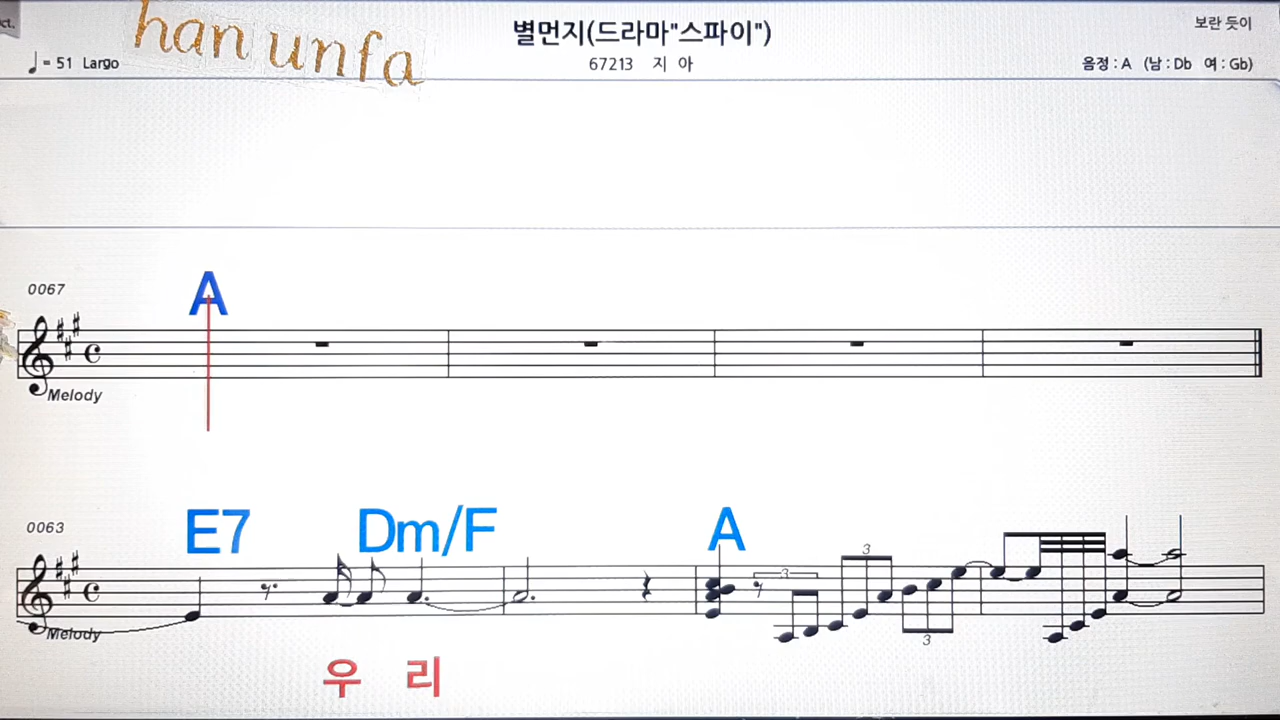 ct.
han unfa
별먼지(드라마"스파이")
보란 듯이
♩= 51 Largo
67213 지 아
음정 : A (남 : Db 여 : Gb)
0067
A
Melody
0063
E7 Dm/F A
3 3
Melody
3
우 리